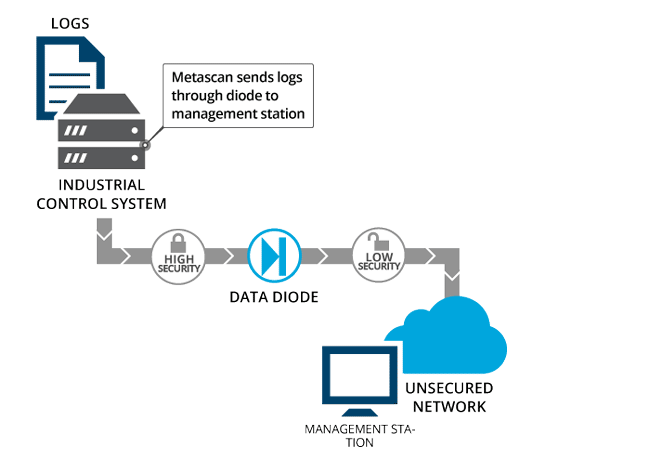 LOGS
Metascan sends logs
through diode to
management station
INDUSTRIAL
CONTROL SYSTEM
HIGH
SECURITY
LOW
SECURITY
DATA DIODE
UNSECURED
NETWORK
MANAGEMENT STA-
TION